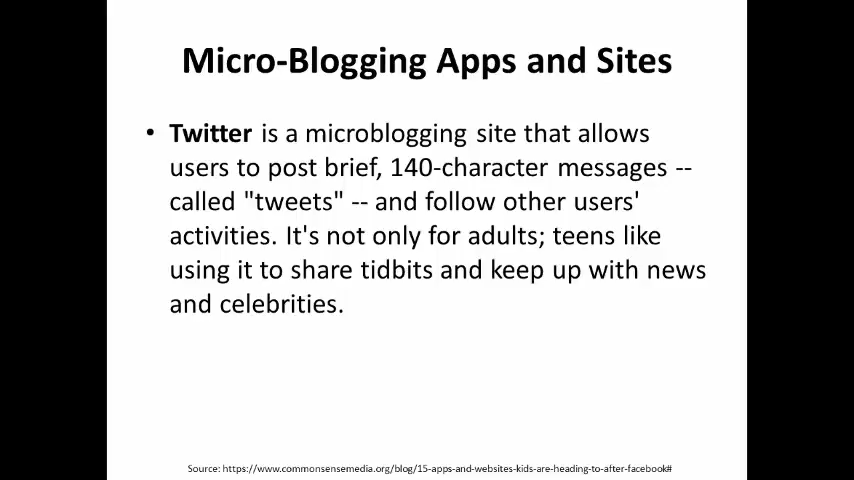 Micro-Blogging Apps and Sites
• Twitter is a microblogging site that allows
users to post brief, 140-character messages --
called "tweets" -- and follow other users'
activities. It's not only for adults; teens like
using it to share tidbits and keep up with news
and celebrities.
Source: https://www.commonsensemedia.org/blog/15-apps-and-websites-kids-are-heading-to-after-facebook#